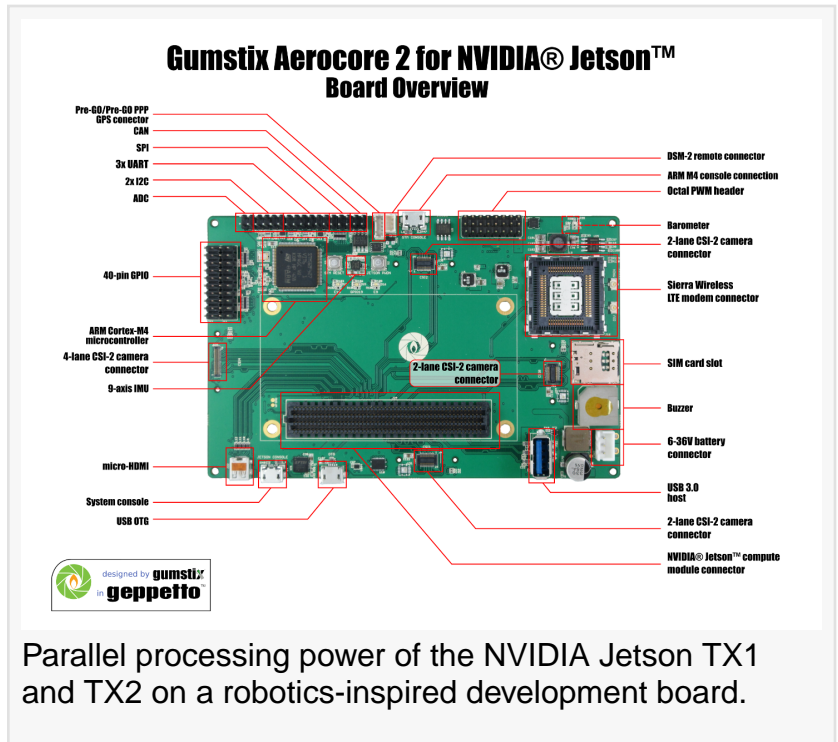 Gumstix Aerocore 2 for NVIDIA® Jetson™
Board Overview
Pre-GO/Pre-GO PPP
GPS conector
CAN
SPI
3x UART
2x I2C
ADC
40-pin GPIO
ARM Cortex-M4
microcontroller
4-lane CSI-2 camera
connector
9-axis IMU
micro-HDMI
System console
USB OTG
DSM-2 remote connector
ARM M4 console connection
Octal PWM header
Barometer
2-lane CSI-2 camera
connector
Sierra Wireless
LTE modem connector
2-lane CSI-2 camera
connector
SIM card slot
Buzzer
6-36V battery
connector
USB 3.0
host
2-lane CSI-2 camera
connector
NVIDIA® Jetson™ compute
module connector
designed by gumstix
in geppetto™
Parallel processing power of the NVIDIA Jetson TX1
and TX2 on a robotics-inspired development board.